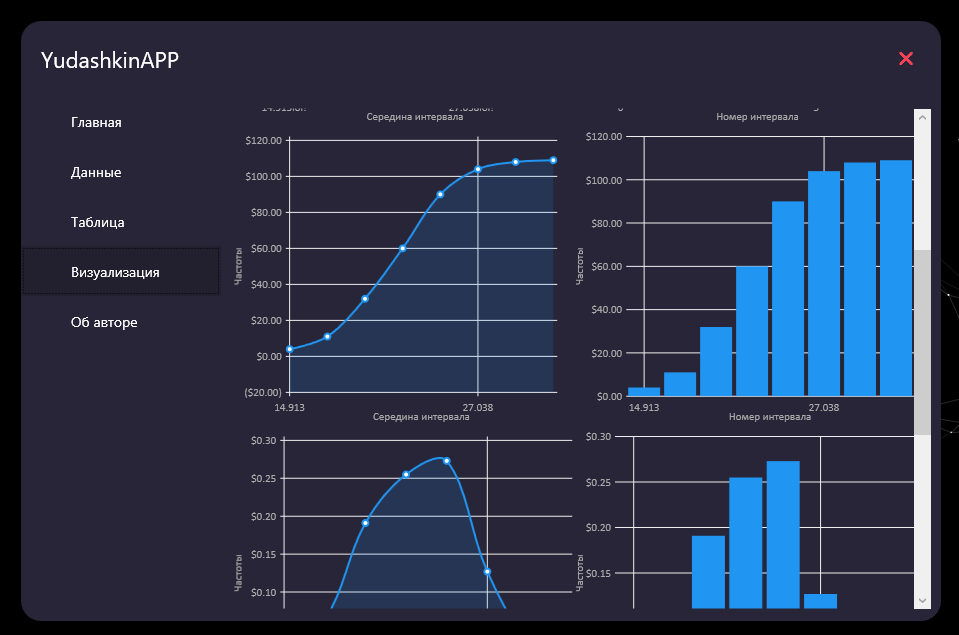 YudashkinAPP
Главная
Данные
Таблица
Визуализация
Об авторе
Середина интервала
$120.00
$100.00
$80.00
$60.00
$40.00
$20.00
$0.00
($20.00)
Частоты
14.913
27.038
Середина интервала
Номер интервала
$120.00
$100.00
$80.00
$60.00
$40.00
$20.00
$0.00
Частоты
14.913
27.038
Номер интервала
$0.30
$0.25
$0.20
$0.15
$0.10
Частоты
$0.30
$0.25
$0.20
$0.15
Частоты